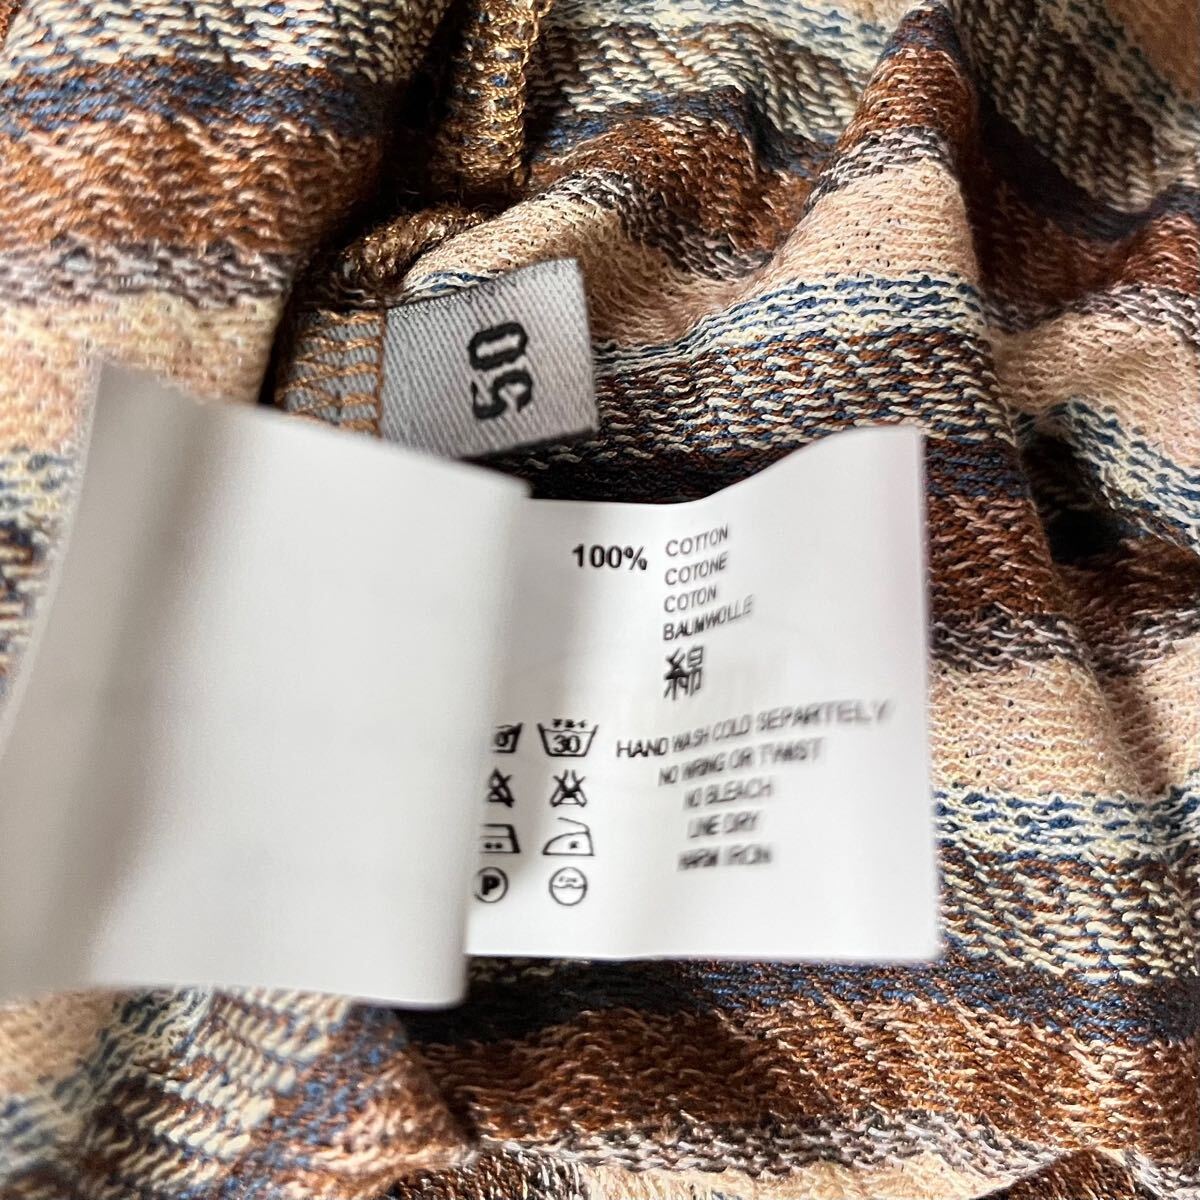 50
100% COTTON
COTONE
COTON
BAUMWOLLE
綿
30
HAND WASH COLD SEPARTELY
NO WRING OR TWIST
NO BLEACH
LINE DRY
WARM IRON
P